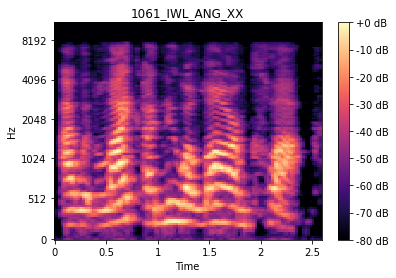 1061_IWL_ANG_XX
+0 dB
8192
-10 dB
4096
-20 dB
-30 dB
2048
-40 dB
1024
-50 dB
512
-60 dB
-70 dB
0
-80 dB
Hz
0 0.5 1 1.5 2 2.5
Time